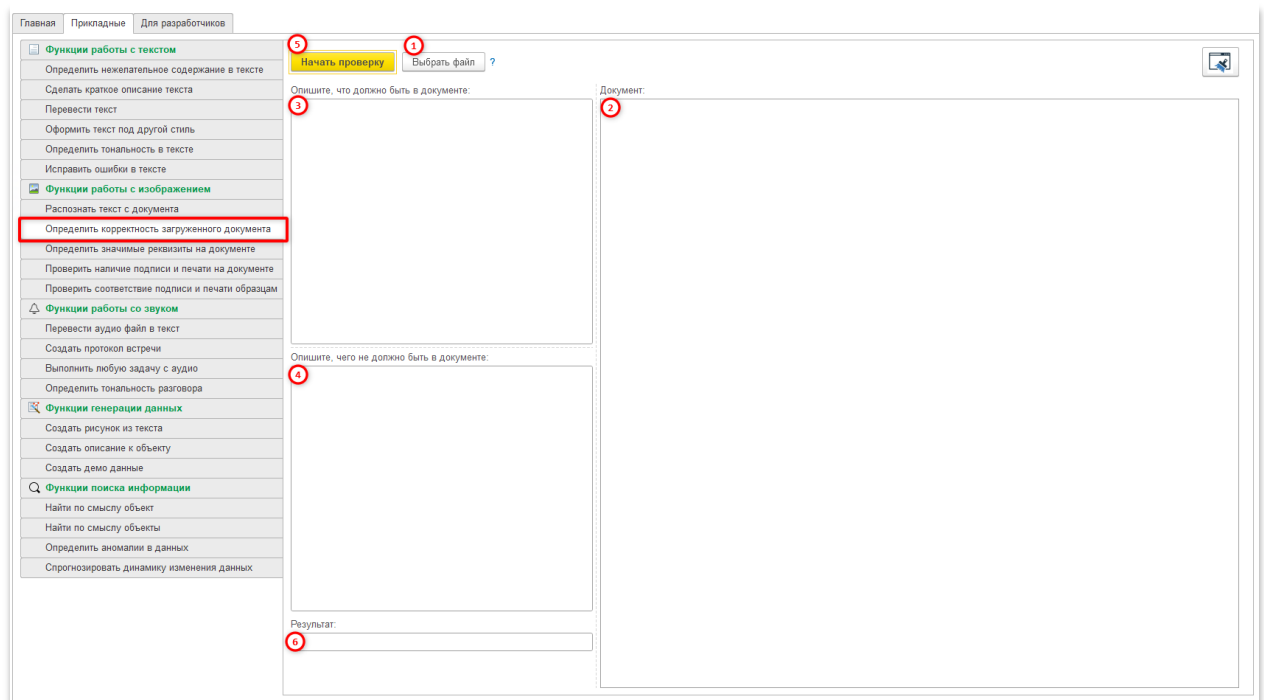 Главная Прикладные Для разработчиков
Функции работы с текстом
Определить нежелательное содержание в тексте
Сделать краткое описание текста
Перевести текст
Оформить текст под другой стиль
Определить тональность в тексте
Исправить ошибки в тексте
Функции работы с изображением
Распознать текст с документа
Определить корректность загруженного документа
Определить значимые реквизиты на документе
Проверить наличие подписи и печати на документе
Проверить соответствие подписи и печати образцам
Функции работы со звуком
Перевести аудио файл в текст
Создать протокол встречи
Выполнить любую задачу с аудио
Определить тональность разговора
Функции генерации данных
Создать рисунок из текста
Создать описание к объекту
Создать демо данные
Функции поиска информации
Найти по смыслу объект
Найти по смыслу объекты
Определить аномалии в данных
Спрогнозировать динамику изменения данных
5 1
Начать проверку Выбрать файл ?
Опишите, что должно быть в документе:
3
Опишите, чего не должно быть в документе:
4
Результат:
6
Документ:
2